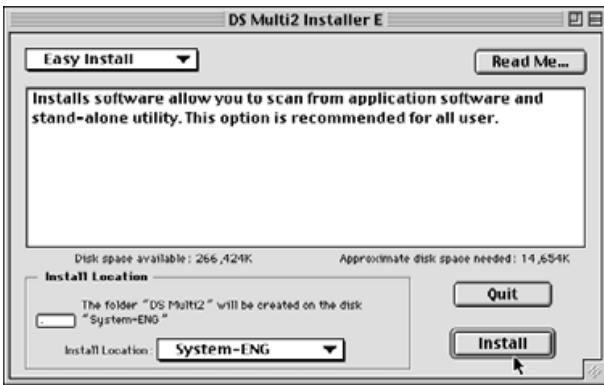 DS Multi2 Installer E
Easy Install
Read Me...
Installs software allow you to scan from application software and
stand-alone utility. This option is recommended for all user.
Disk space available: 266,424K
Approximate disk space needed: 14,654K
Install Location
The folder "DS Multi2" will be created on the disk
"System-ENG"
Install Location: System-ENG
Quit
Install